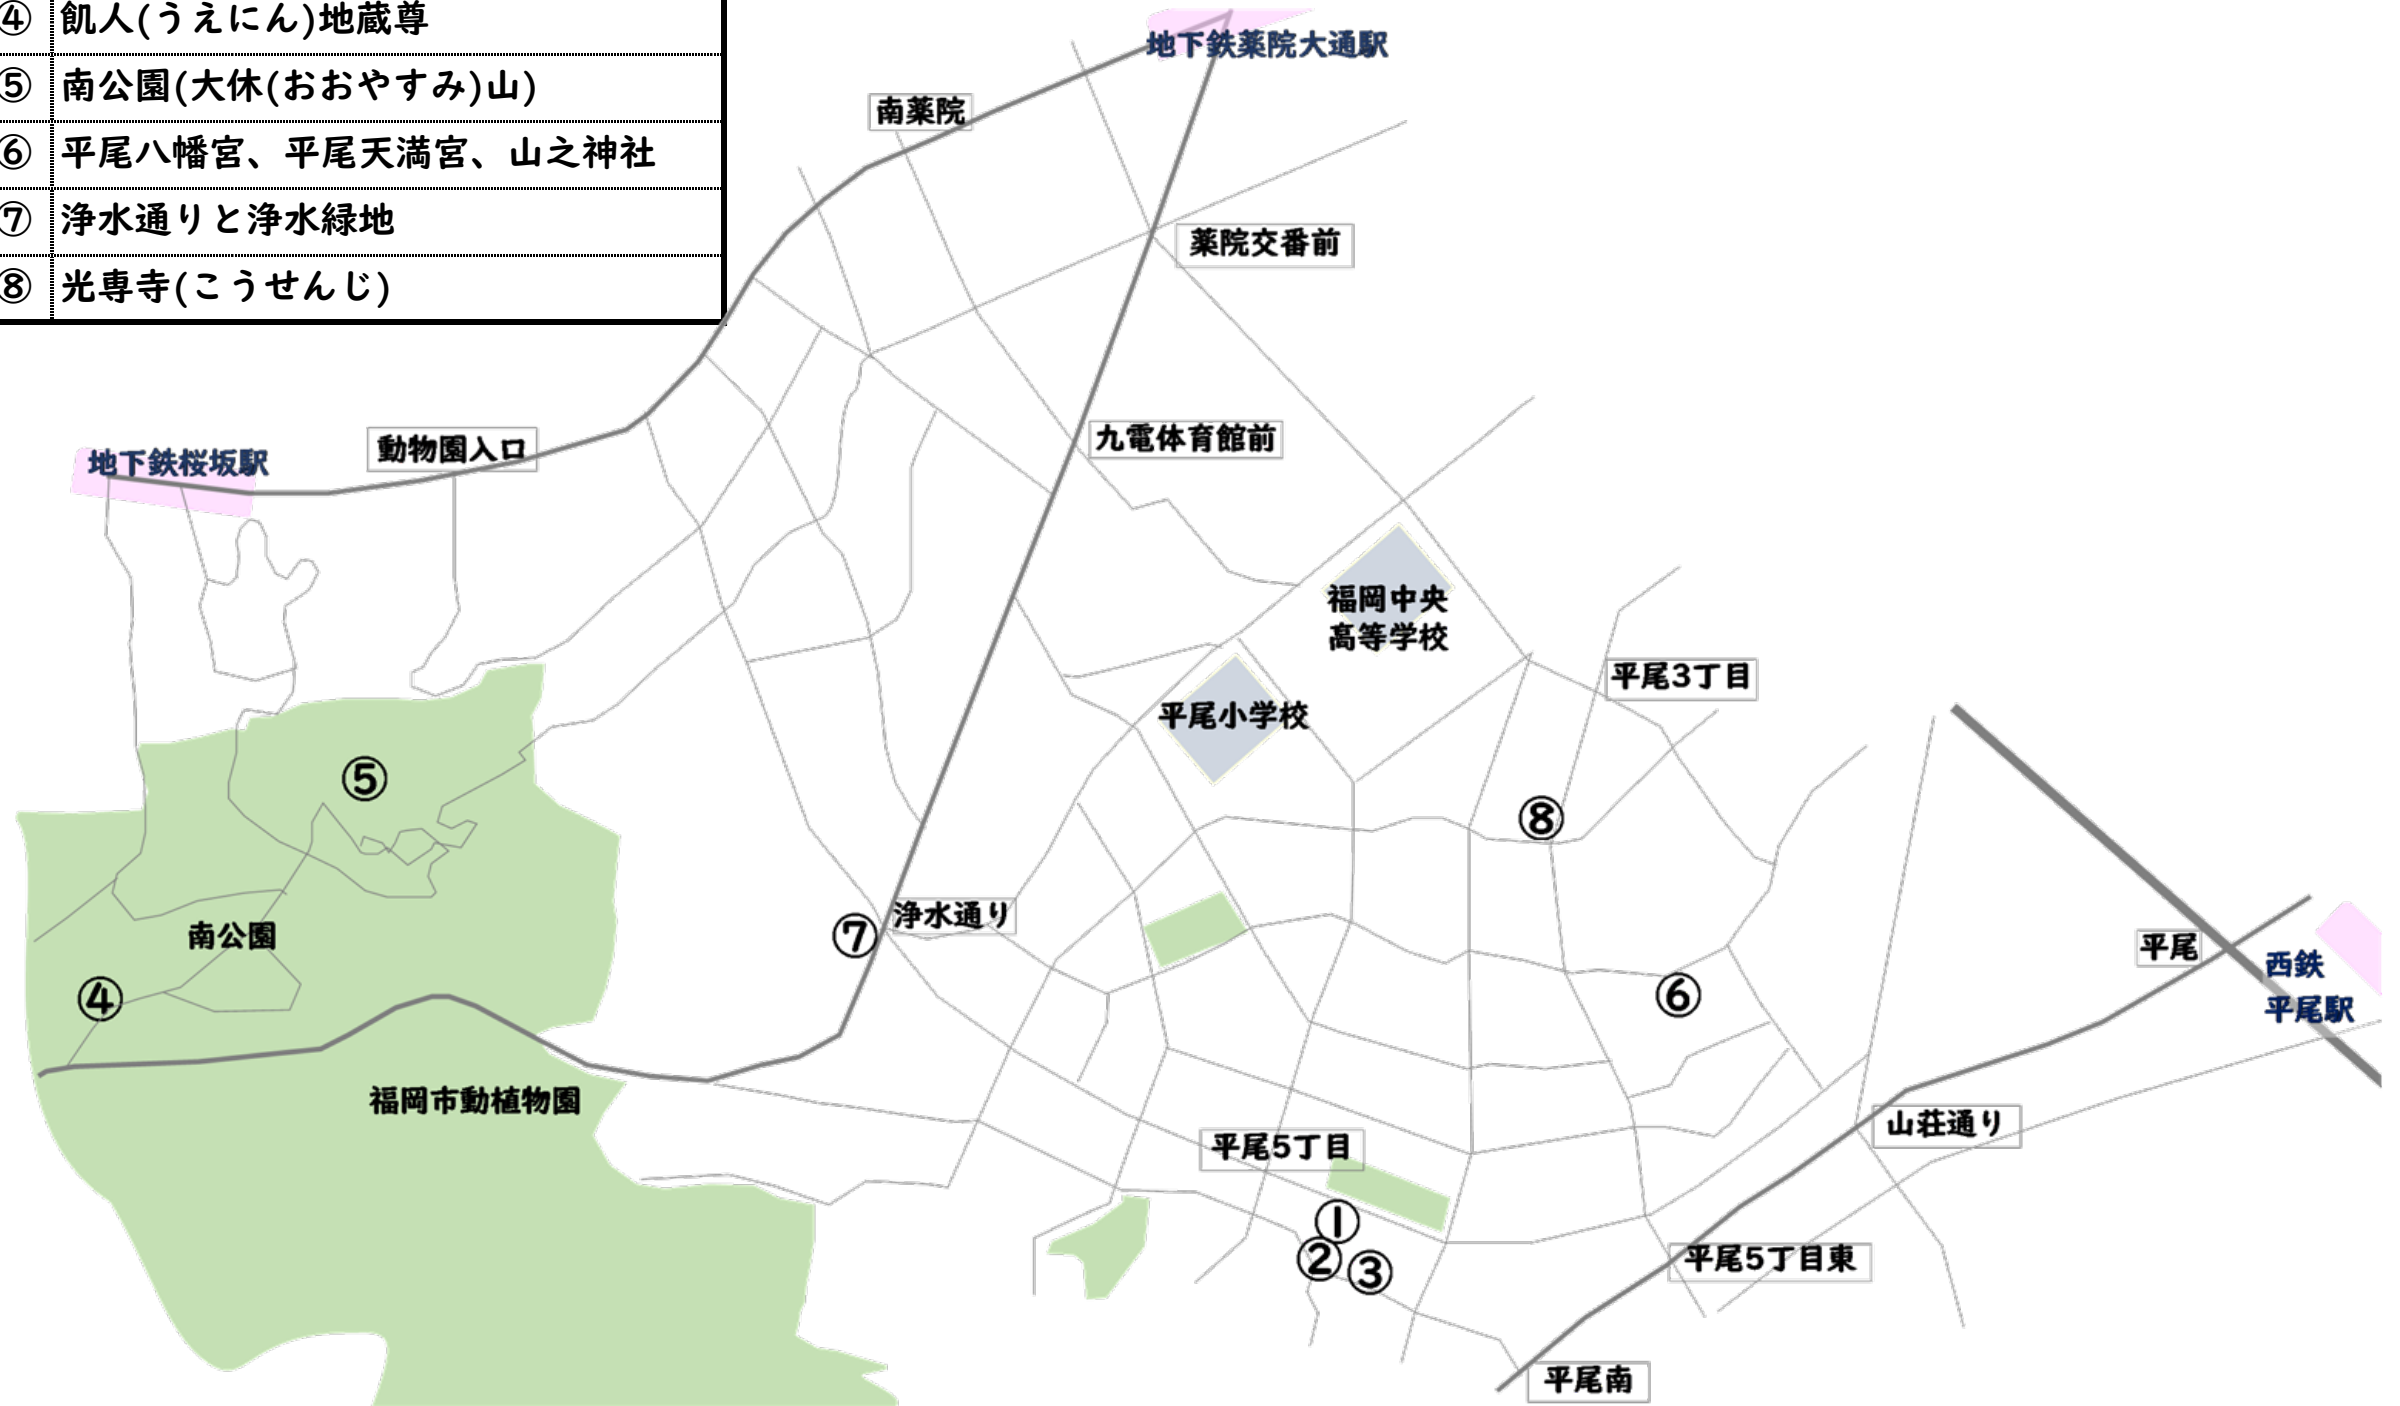 ④ 飢人(うえにん)地蔵尊
⑤ 南公園(大休(おおやすみ)山)
⑥ 平尾八幡宮、平尾天満宮、山之神社
⑦ 浄水通りと浄水緑地
⑧ 光専寺(こうせんじ)
地下鉄薬院大通駅
南薬院
薬院交番前
九電体育館前
動物園入口
地下鉄桜坂駅
福岡中央
高等学校
平尾3丁目
平尾小学校
⑤
⑧
南公園
④
⑦
浄水通り
⑥
平尾
西鉄
平尾駅
福岡市動植物園
平尾5丁目
山荘通り
①
②
③
平尾5丁目東
平尾南